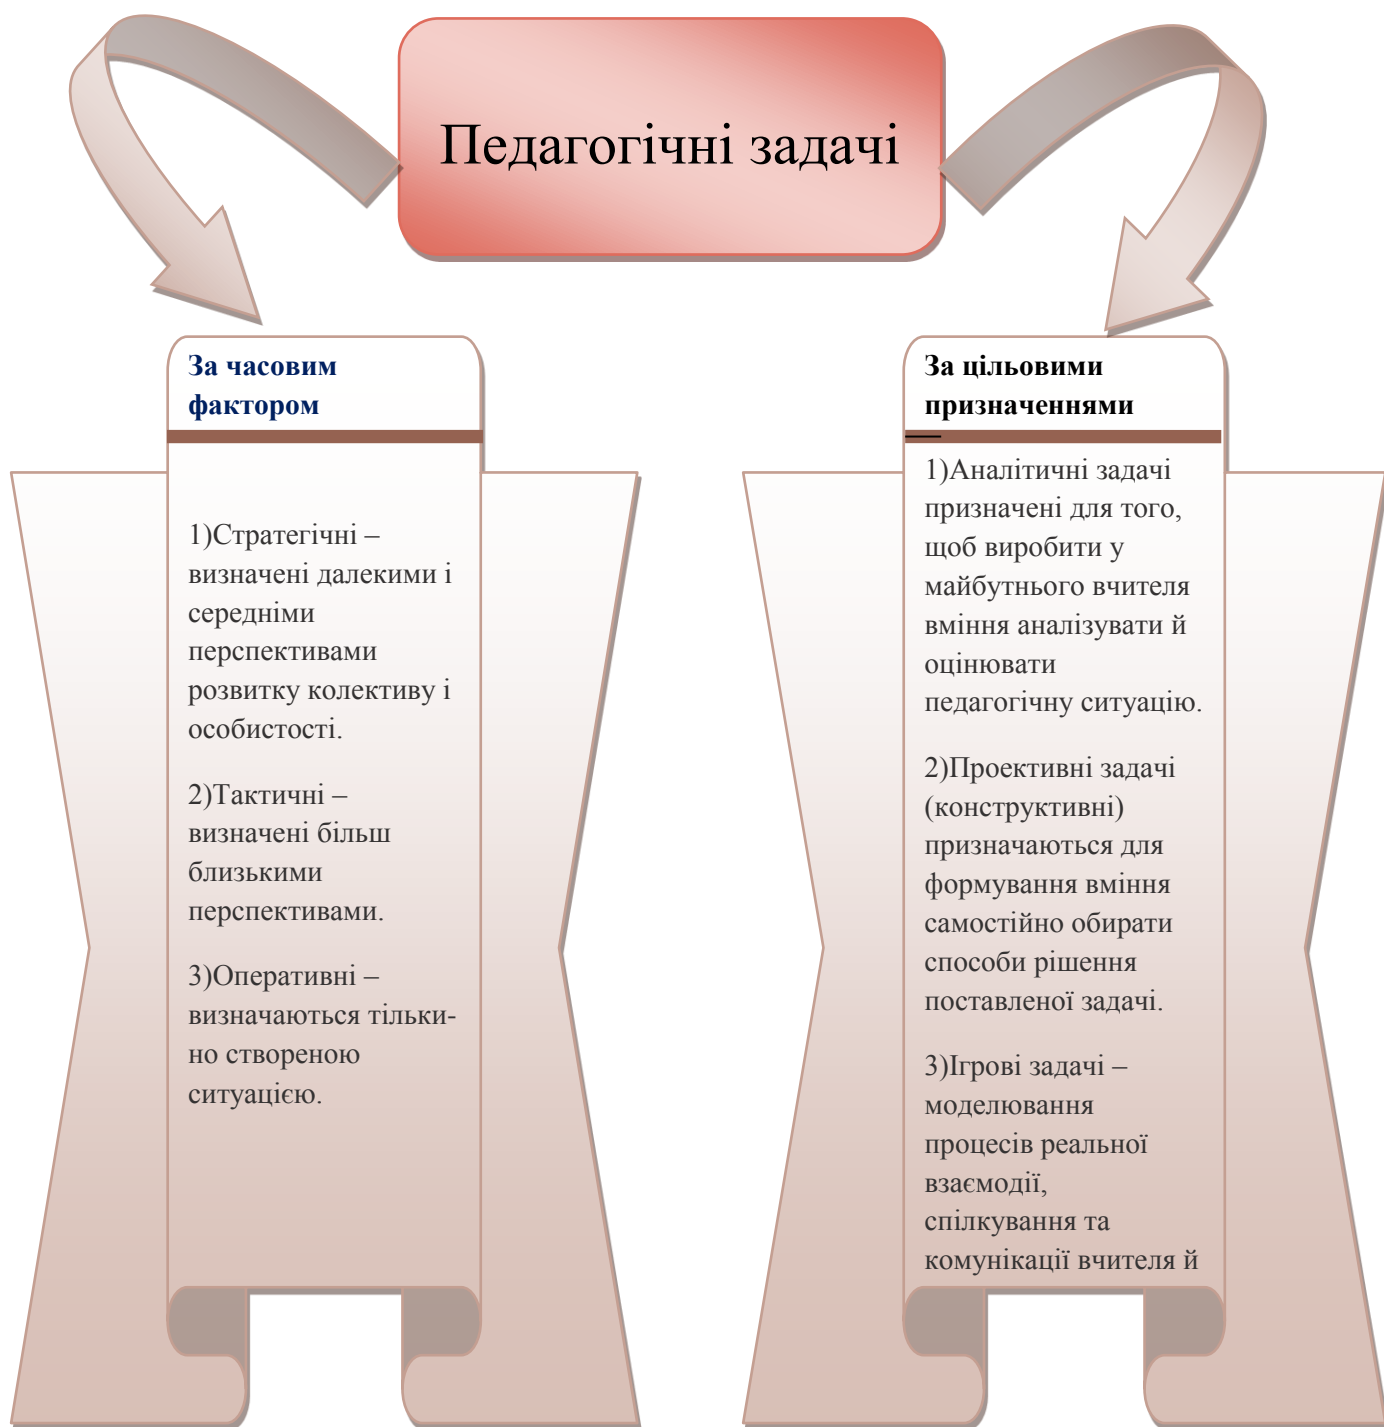 Педагогічні задачі
За часовим
фактором
1)Стратегічні –
визначені далекими і
середніми
перспективами
розвитку колективу і
особистості.
2)Тактичні –
визначені більш
близькими
перспективами.
3)Оперативні –
визначаються тільки-
но створеною
ситуацією.
За цільовими
призначеннями
1)Аналітичні задачі
призначені для того,
щоб виробити у
майбутнього вчителя
вміння аналізувати й
оцінювати
педагогічну ситуацію.
2)Проективні задачі
(конструктивні)
призначаються для
формування вміння
самостійно обирати
способи рішення
поставленої задачі.
3)Ігрові задачі –
моделювання
процесів реальної
взаємодії,
спілкування та
комунікації вчителя й